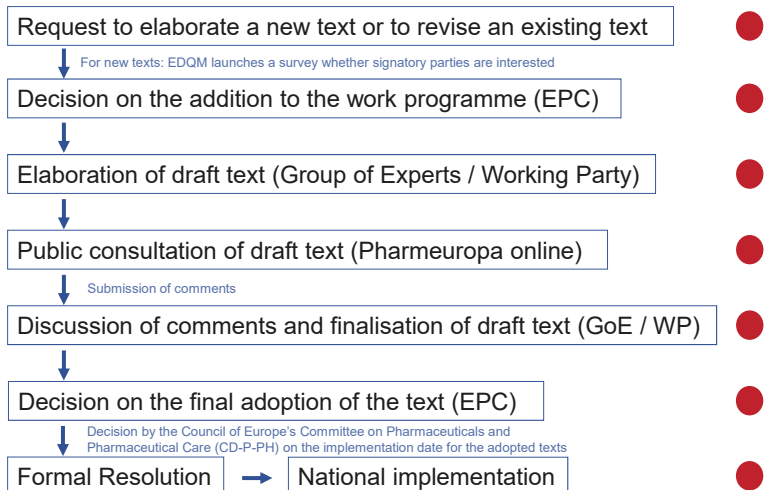 Request to elaborate a new text or to revise an existing text
For new texts: EDQM launches a survey whether signatory parties are interested
Decision on the addition to the work programme (EPC)
Elaboration of draft text (Group of Experts / Working Party)
Public consultation of draft text (Pharmeuropa online)
Submission of comments
Discussion of comments and finalisation of draft text (GoE / WP)
Decision on the final adoption of the text (EPC)
Decision by the Council of Europe's Committee on Pharmaceuticals and
Pharmaceutical Care (CD-P-PH) on the implementation date for the adopted texts
Formal Resolution
National implementation